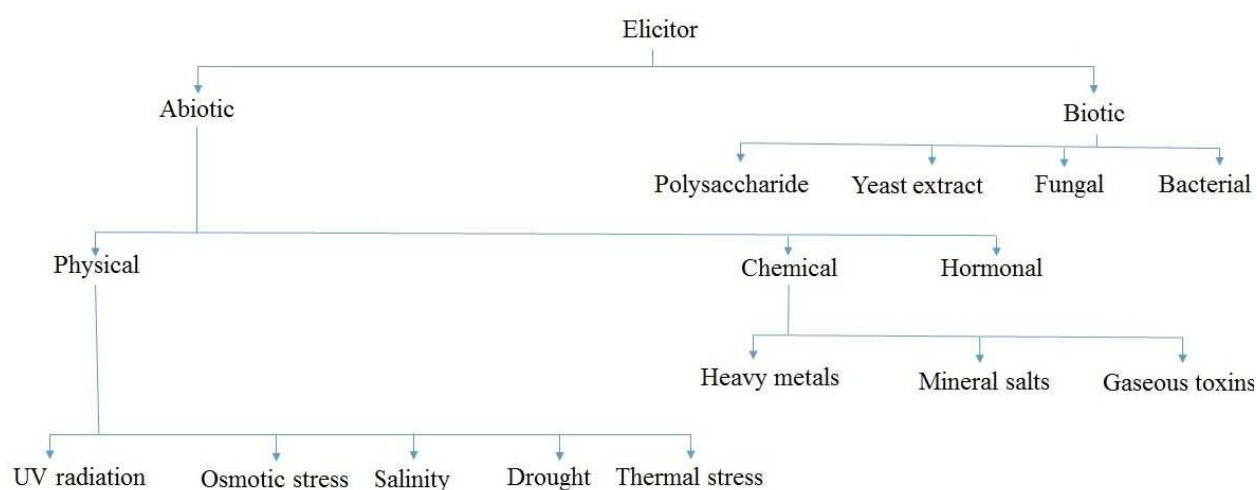 Elicitor
Abiotic
Biotic
Polysaccharide
Yeast extract
Fungal
Bacterial
Physical
Chemical
Hormonal
Heavy metals
Mineral salts
Gaseous toxins
UV radiation
Osmotic stress
Salinity
Drought
Thermal stress